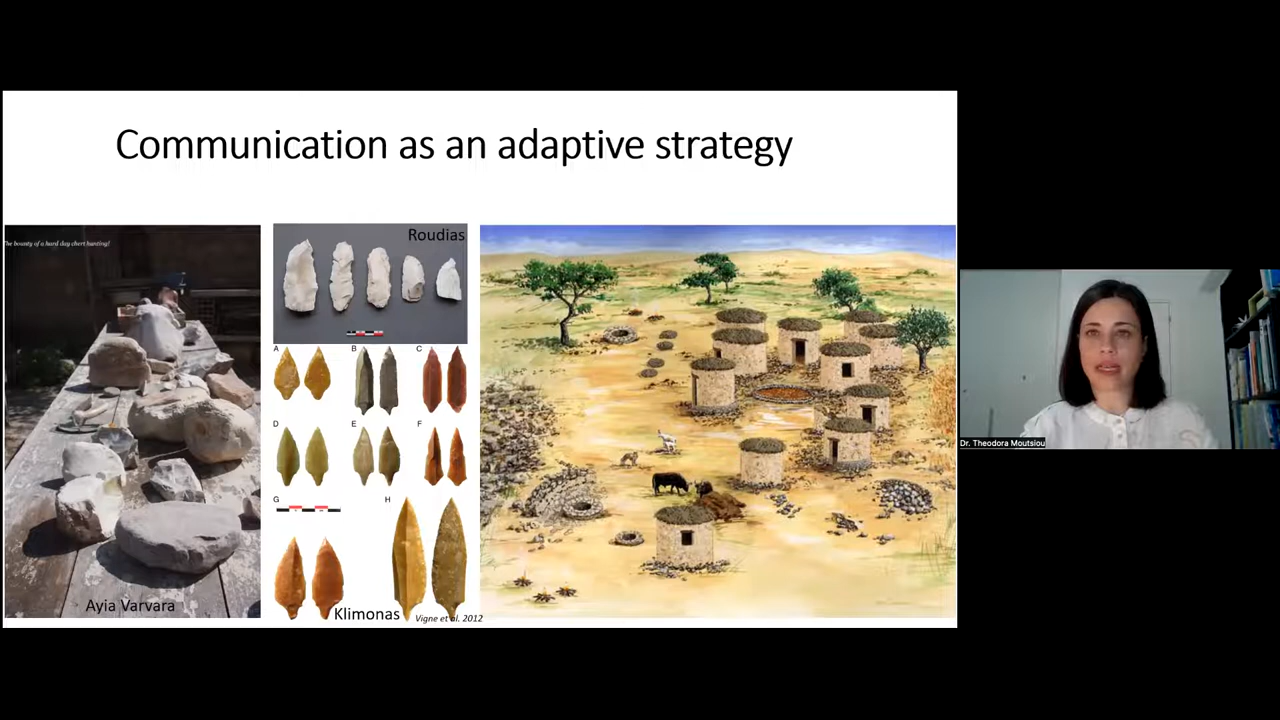 Communication as an adaptive strategy
The bounty of a hard day chert hunting!
Ayia Varvara
Roudias
A B C
D E F
G H
Klimonas
Vigne et al. 2012
Dr. Theodora Moutsiou